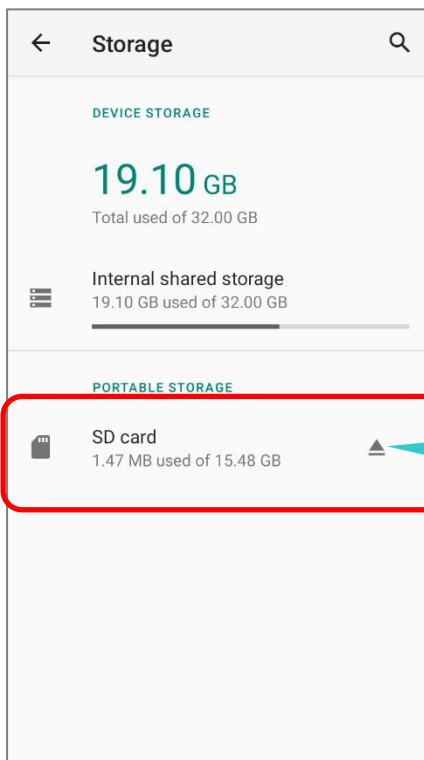 Storage
DEVICE STORAGE
19.10 GB
Total used of 32.00 GB
Internal shared storage
19.10 GB used of 32.00 GB
PORTABLE STORAGE
SD card
1.47 MB used of 15.48 GB